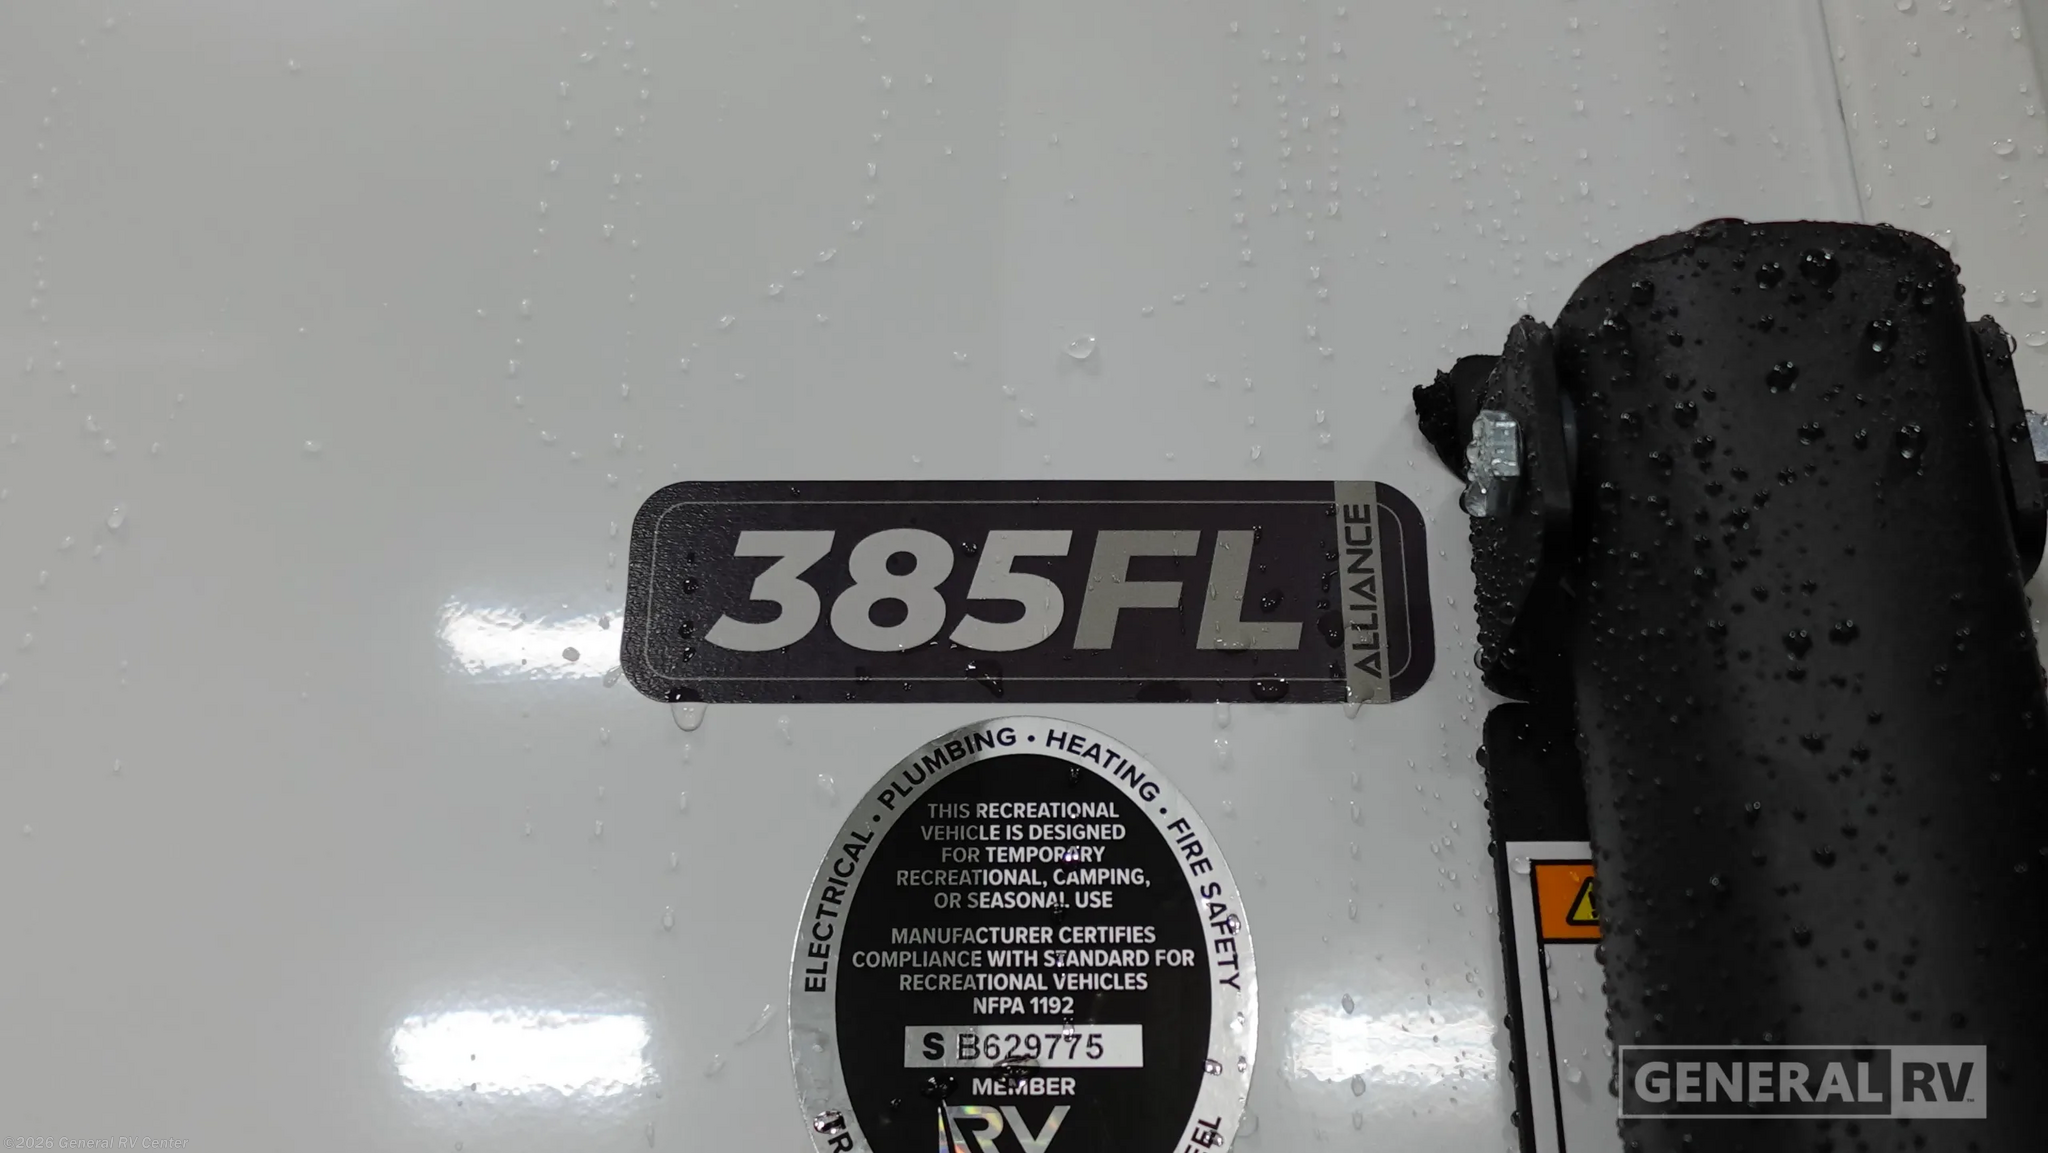 385FL
ALLIANCE
ELECTRICAL • PLUMBING • HEATING • FIRE SAFETY
THIS RECREATIONAL
VEHICLE IS DESIGNED
FOR TEMPORARY
RECREATIONAL, CAMPING,
OR SEASONAL USE
MANUFACTURER CERTIFIES
COMPLIANCE WITH STANDARD FOR
RECREATIONAL VEHICLES
NFPA 1192
S B629775
MEMBER
RV
GENERAL RV
©2026 General RV Center